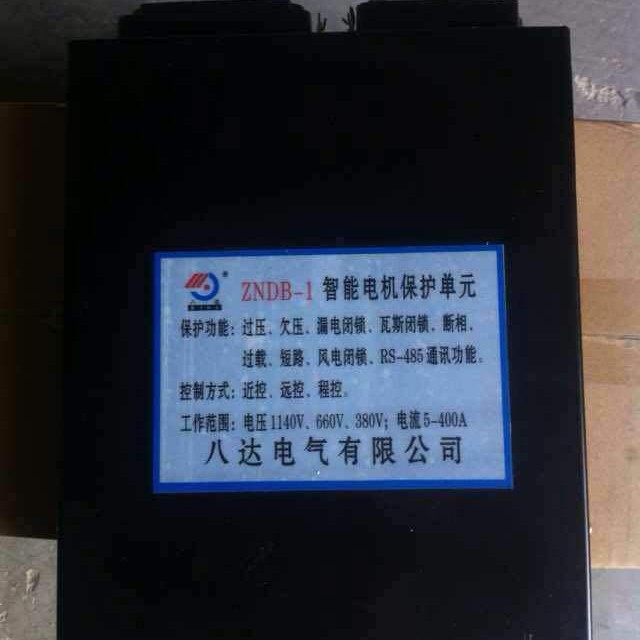 ZNDB-1 智能电机保护单元
保护功能：过压、欠压、漏电闭锁、瓦斯闭锁、断相、
过载、短路、风电闭锁、RS-485通讯功能。
控制方式：近控、远控、程控。
工作范围：电压1140V、660V、380V；电流5-400A
八达电气有限公司